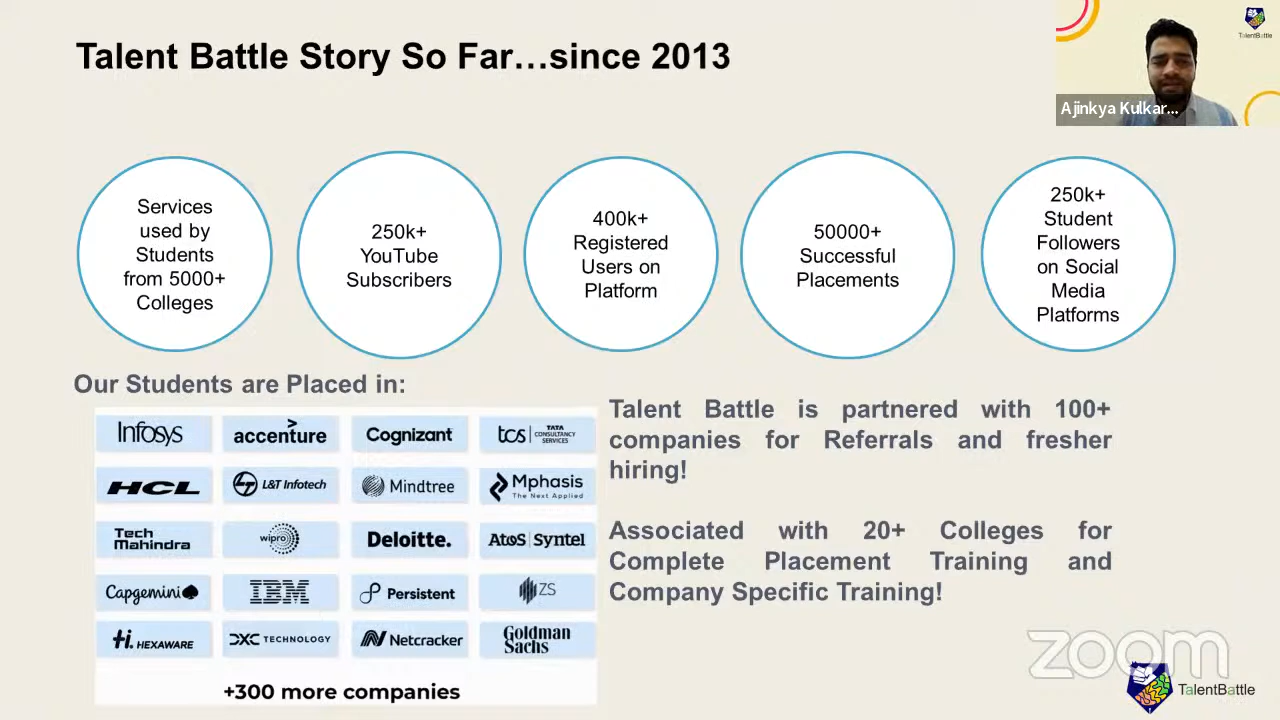 Talent Battle Story So Far…since 2013
TalentBattle
Ajinkya Kulkar...
Services
used by
Students
from 5000+
Colleges
250k+
YouTube
Subscribers
400k+
Registered
Users on
Platform
50000+
Successful
Placements
250k+
Student
Followers
on Social
Media
Platforms
Our Students are Placed in:
Infosys
accenture
Cognizant
tcs TATA
CONSULTANCY
SERVICES
HCL
L&T Infotech
Mindtree
Mphasis
The Next Applied
Tech
Mahindra
wipro
Deloitte.
Atos Syntel
Capgemini
IBM
Persistent
ZS
hi. HEXAWARE
DXC TECHNOLOGY
Netcracker
Goldman
Sachs
+300 more companies
Talent Battle is partnered with 100+
companies for Referrals and fresher
hiring!
Associated with 20+ Colleges for
Complete Placement Training and
Company Specific Training!
zoom
TalentBattle